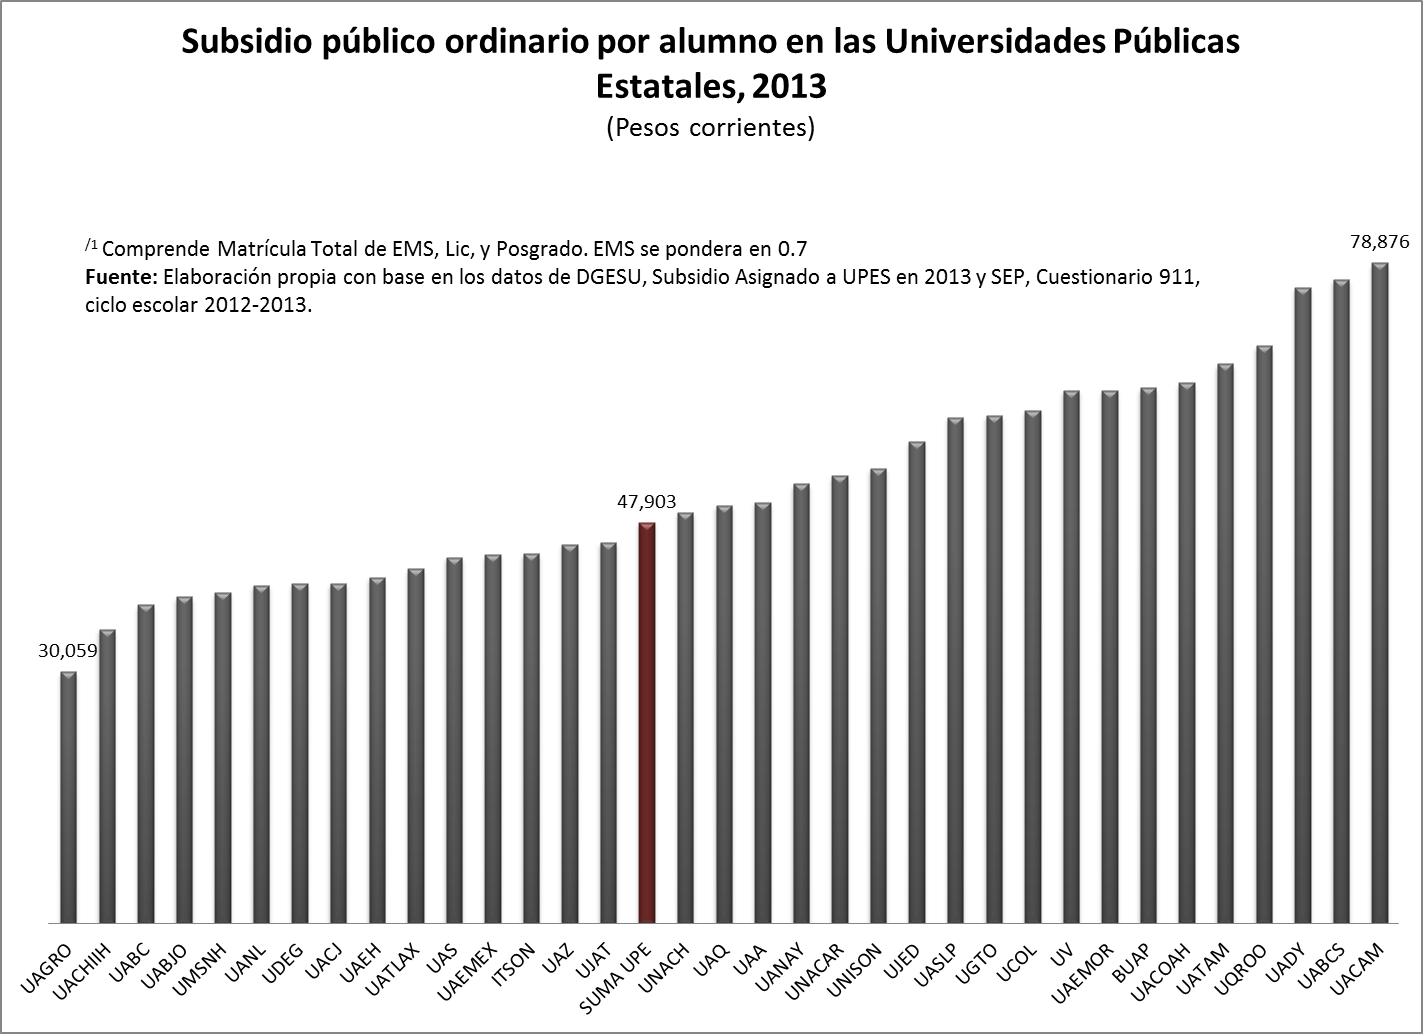 Subsidio público ordinario por alumno en las Universidades Públicas
Estatales, 2013
(Pesos corrientes)
/1 Comprende Matrícula Total de EMS, Lic, y Posgrado. EMS se pondera en 0.7
Fuente: Elaboración propia con base en los datos de DGESU, Subsidio Asignado a UPES en 2013 y SEP, Cuestionario 911,
ciclo escolar 2012-2013.
78,876
47,903
30,059
UAGRO
UACHIIH
UABC
UABJO
UMSNH
UANL
UDEG
UACJ
UAEH
UATLAX
UAS
UAEMEX
ITSON
UAZ
UJAT
SUMA UPE
UNACH
UAQ
UAA
UANAY
UNACAR
UNISON
UJED
UASLP
UGTO
UCOL
UV
UAEMOR
BUAP
UACOAH
UATAM
UQROO
UADY
UABCS
UACAM